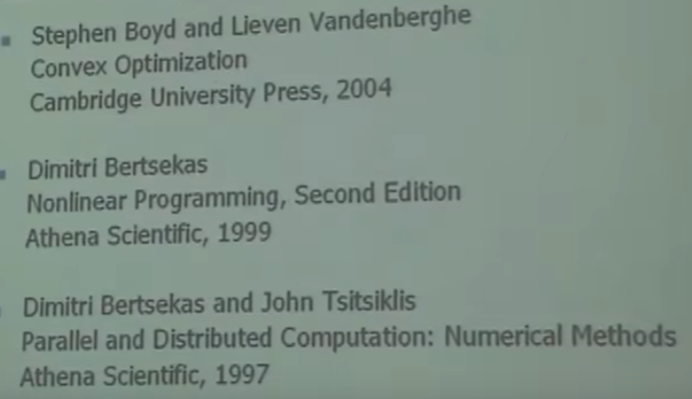 Stephen Boyd and Lieven Vandenberghe
Convex Optimization
Cambridge University Press, 2004
Dimitri Bertsekas
Nonlinear Programming, Second Edition
Athena Scientific, 1999
Dimitri Bertsekas and John Tsitsiklis
Parallel and Distributed Computation: Numerical Methods
Athena Scientific, 1997